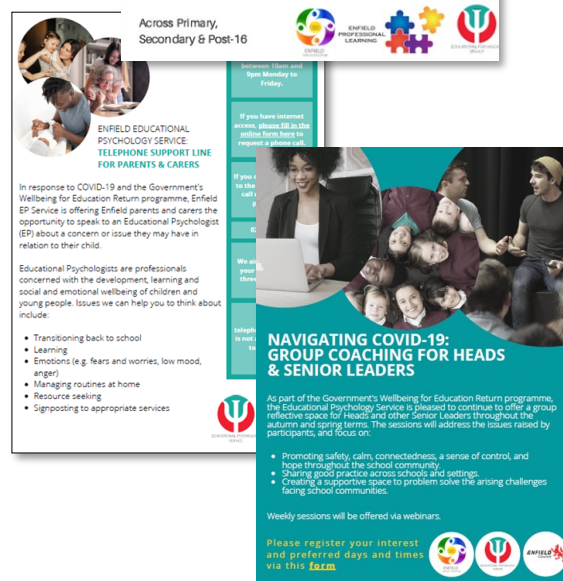 Across Primary,
Secondary & Post-16
ENFIELD
PROFESSIONAL
LEARNING
ENFIELD
between 10am and
9pm Monday to
Friday.
If you have internet
access, please fill in the
online form here to
request a phone call.
ENFIELD EDUCATIONAL
PSYCHOLOGY SERVICE:
TELEPHONE SUPPORT LINE
FOR PARENTS & CARERS
In response to COVID-19 and the Government's
Wellbeing for Education Return programme, Enfield
EP Service is offering Enfield parents and carers the
opportunity to speak to an Educational Psychologist
(EP) about a concern or issue they may have in
relation to their child.
Educational Psychologists are professionals
concerned with the development, learning and
social and emotional wellbeing of children and
young people. Issues we can help you to think about
include:
• Transitioning back to school
• Learning
• Emotions (e.g. fears and worries, low mood,
anger)
• Managing routines at home
• Resource seeking
• Signposting to appropriate services
NAVIGATING COVID-19:
GROUP COACHING FOR HEADS
& SENIOR LEADERS
As part of the Government's Wellbeing for Education Return programme,
the Educational Psychology Service is pleased to continue to offer a group
reflective space for Heads and other Senior Leaders throughout the
autumn and spring terms. The sessions will address the issues raised by
participants, and focus on:
• Promoting safety, calm, connectedness, a sense of control, and
hope throughout the school community.
• Sharing good practice across schools and settings.
• Creating a supportive space to problem solve the arising challenges
facing school communities.
Weekly sessions will be offered via webinars.
Please register your interest
and preferred days and times
via this form
ENFIELD